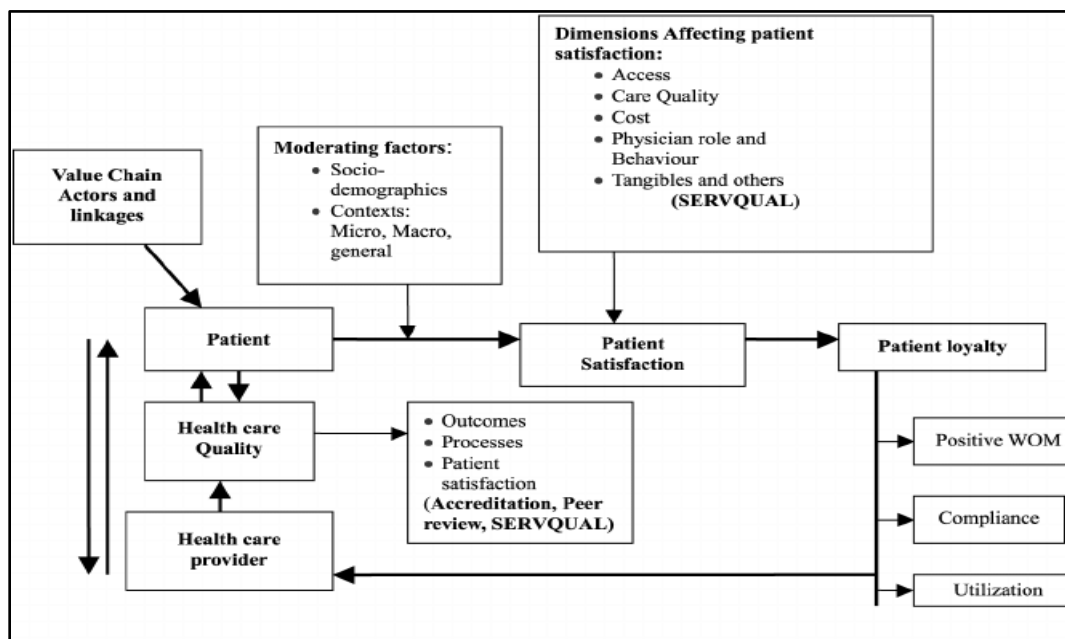 Dimensions Affecting patient
satisfaction:
• Access
• Care Quality
• Cost
• Physician role and
Behaviour
• Tangibles and others
(SERVQUAL)
Moderating factors:
• Socio-
demographics
• Contexts:
Micro, Macro,
general
Value Chain
Actors and
linkages
Patient
Patient
Satisfaction
Patient loyalty
Health care
Quality
• Outcomes
• Processes
• Patient
satisfaction
(Accreditation, Peer
review, SERVQUAL)
Health care
provider
Positive WOM
Compliance
Utilization